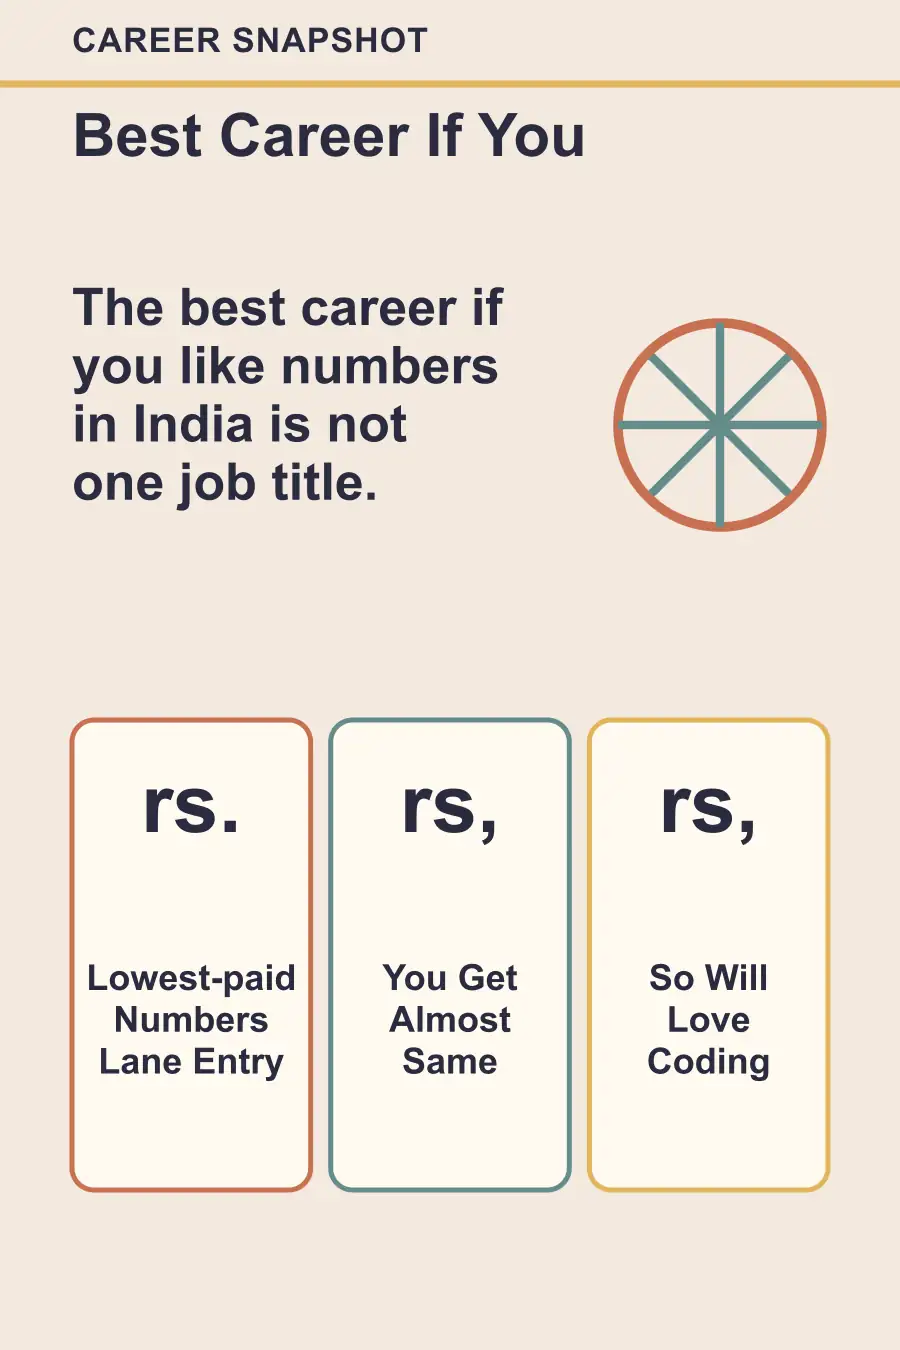 CAREER SNAPSHOT
Best Career If You
The best career if
you like numbers
in India is not
one job title.
rs.
Lowest-paid
Numbers
Lane Entry
rs,
You Get
Almost
Same
rs,
So Will
Love
Coding